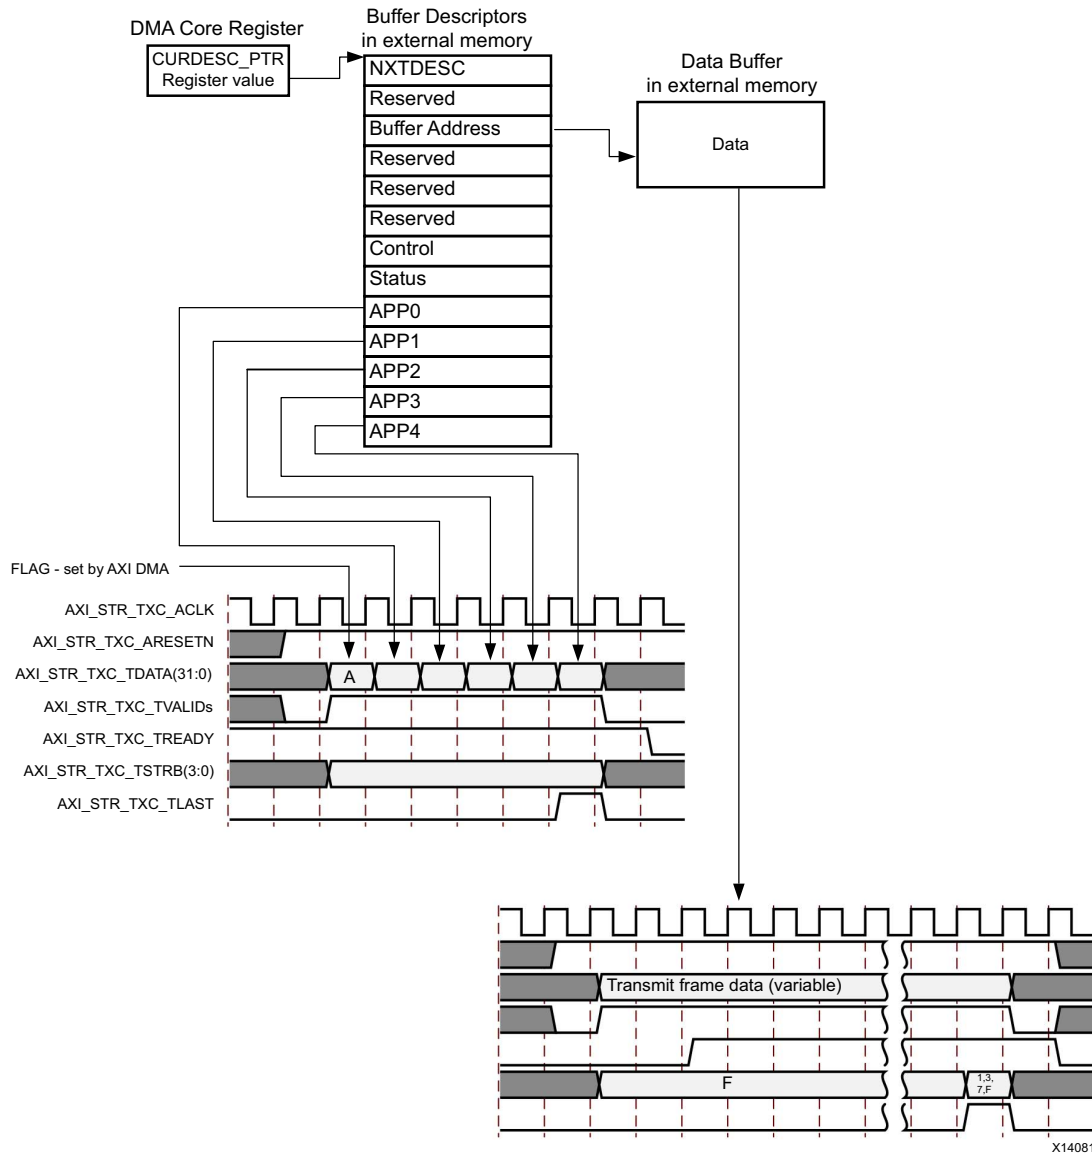 DMA Core Register
CURDESC_PTR
Register value
Buffer Descriptors
in external memory
NXTDESC
Reserved
Buffer Address
Reserved
Reserved
Reserved
Control
Status
APP0
APP1
APP2
APP3
APP4
Data Buffer
in external memory
Data
FLAG - set by AXI DMA
AXI_STR_TXC_ACLK
AXI_STR_TXC_ARESETN
AXI_STR_TXC_TDATA(31:0)
A
AXI_STR_TXC_TVALIDs
AXI_STR_TXC_TREADY
AXI_STR_TXC_TSTRB(3:0)
AXI_STR_TXC_TLAST
Transmit frame data (variable)
F
1,3,
7,F
X14081